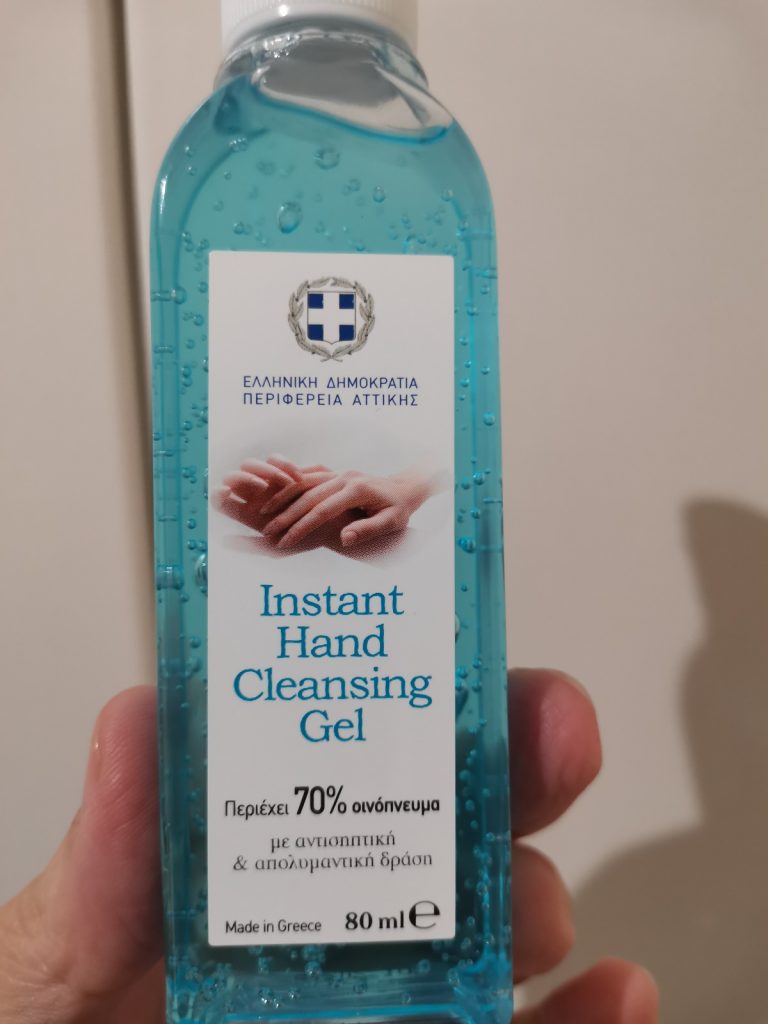 ΕΛΛΗΝΙΚΗ ΔΗΜΟΚΡΑΤΙΑ
ΠΕΡΙΦΕΡΕΙΑ ΑΤΤΙΚΗΣ
Instant
Hand
Cleansing
Gel
Περιέχει 70% οινόπνευμα
με αντισηπτική
& απολυμαντική δράση
Made in Greece 80 ml ℮